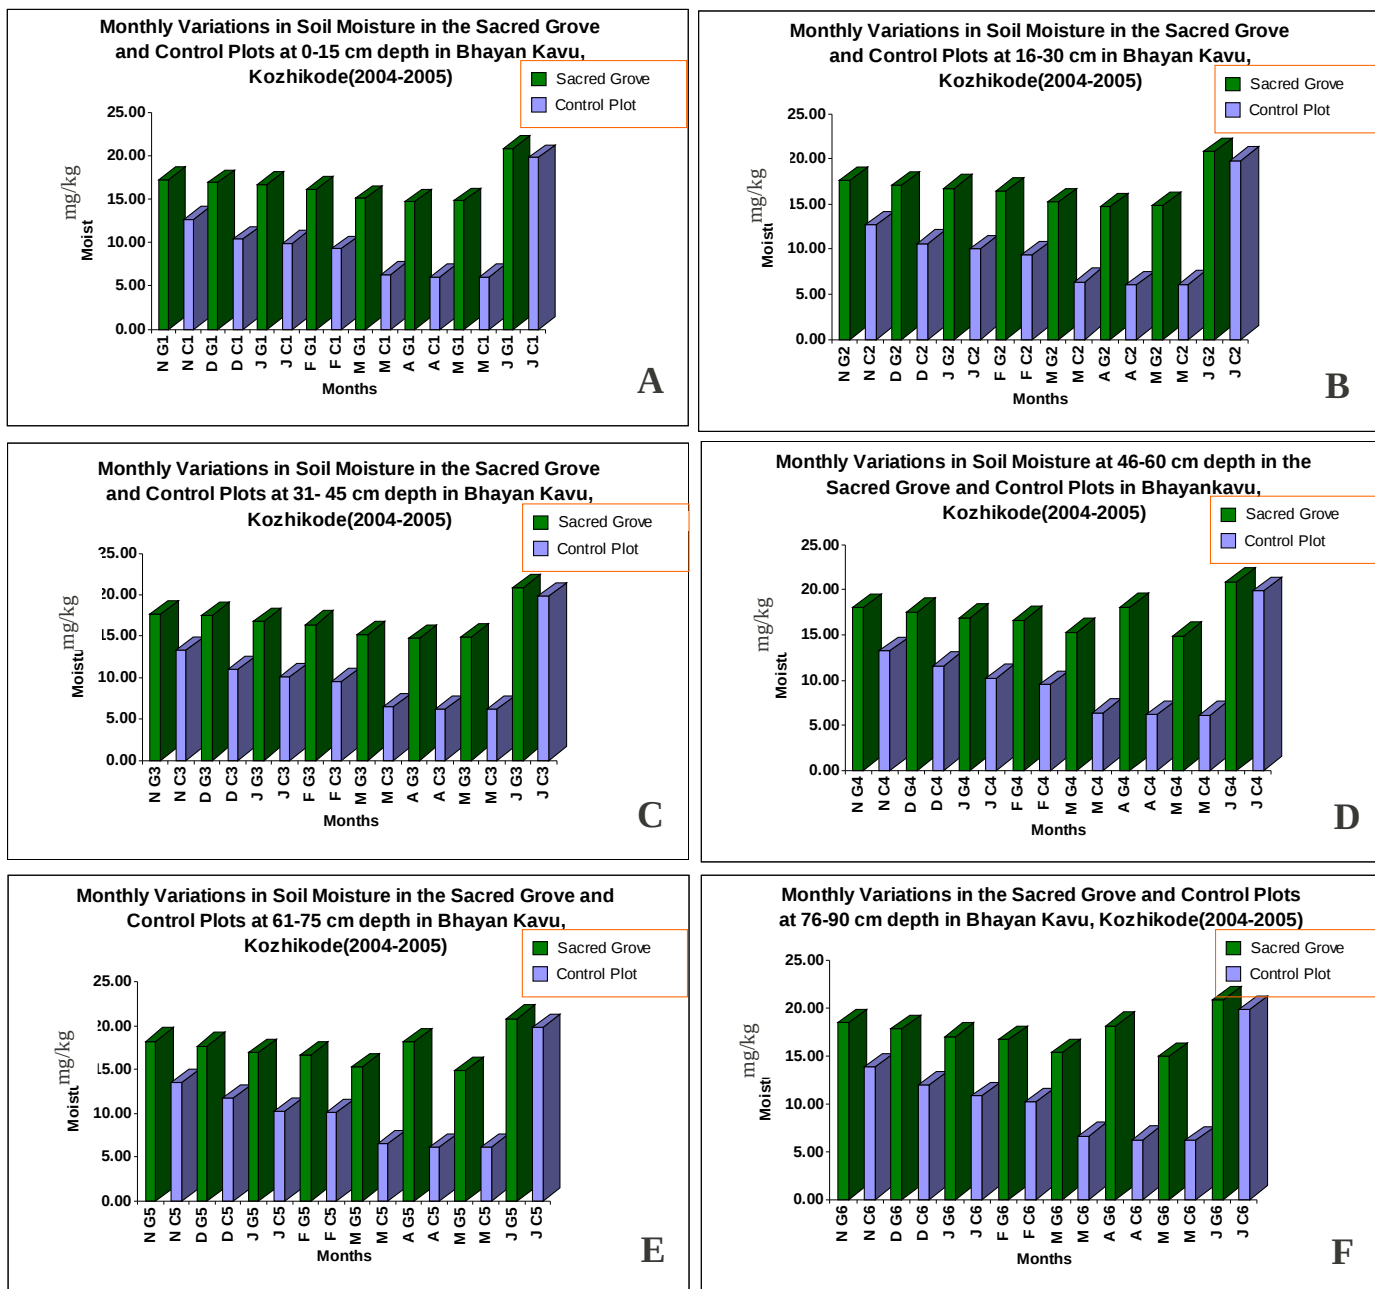 Monthly Variations in Soil Moisture in the Sacred Grove
and Control Plots at 0-15 cm depth in Bhayan Kavu,
Kozhikode(2004-2005)
Sacred Grove
Control Plot
25.00
20.00
15.00
10.00
5.00
0.00
mg/kg
Moistu
N G1
N C1
D G1
D C1
J G1
J C1
F G1
F C1
M G1
M C1
A G1
A C1
M G1
M C1
J G1
J C1
Months
A
Monthly Variations in Soil Moisture in the Sacred Grove
and Control Plots at 16-30 cm in Bhayan Kavu,
Kozhikode(2004-2005)
Sacred Grove
Control Plot
25.00
20.00
15.00
10.00
5.00
0.00
mg/kg
Moistu
N G2
N C2
D G2
D C2
J G2
J C2
F G2
F C2
M G2
M C2
A G2
A C2
M G2
M C2
J G2
J C2
Months
B
Monthly Variations in Soil Moisture in the Sacred Grove
and Control Plots at 31- 45 cm depth in Bhayan Kavu,
Kozhikode(2004-2005)
Sacred Grove
Control Plot
25.00
20.00
15.00
10.00
5.00
0.00
mg/kg
Moistu
N G3
N C3
D G3
D C3
J G3
J C3
F G3
F C3
M G3
M C3
A G3
A C3
M G3
M C3
J G3
J C3
Months
C
Monthly Variations in Soil Moisture at 46-60 cm depth in the
Sacred Grove and Control Plots in Bhayankavu,
Kozhikode(2004-2005)
Sacred Grove
Control Plot
25.00
20.00
15.00
10.00
5.00
0.00
mg/kg
Moistu
N G4
N C4
D G4
D C4
J G4
J C4
F G4
F C4
M G4
M C4
A G4
A C4
M G4
M C4
J G4
J C4
Months
D
Monthly Variations in Soil Moisture in the Sacred Grove and
Control Plots at 61-75 cm depth in Bhayan Kavu,
Kozhikode(2004-2005)
Sacred Grove
Control Plot
25.00
20.00
15.00
10.00
5.00
0.00
mg/kg
Moistu
N G5
N C5
D G5
D C5
J G5
J C5
F G5
F C5
M G5
M C5
A G5
A C5
M G5
M C5
J G5
J C5
Months
E
Monthly Variations in the Sacred Grove and Control Plots
at 76-90 cm depth in Bhayan Kavu, Kozhikode(2004-2005)
Sacred Grove
Control Plot
25.00
20.00
15.00
10.00
5.00
0.00
mg/kg
Moistu
N G6
N C6
D G6
D C6
J G6
J C6
F G6
F C6
M G6
M C6
A G6
A C6
M G6
M C6
J G6
J C6
Months
F